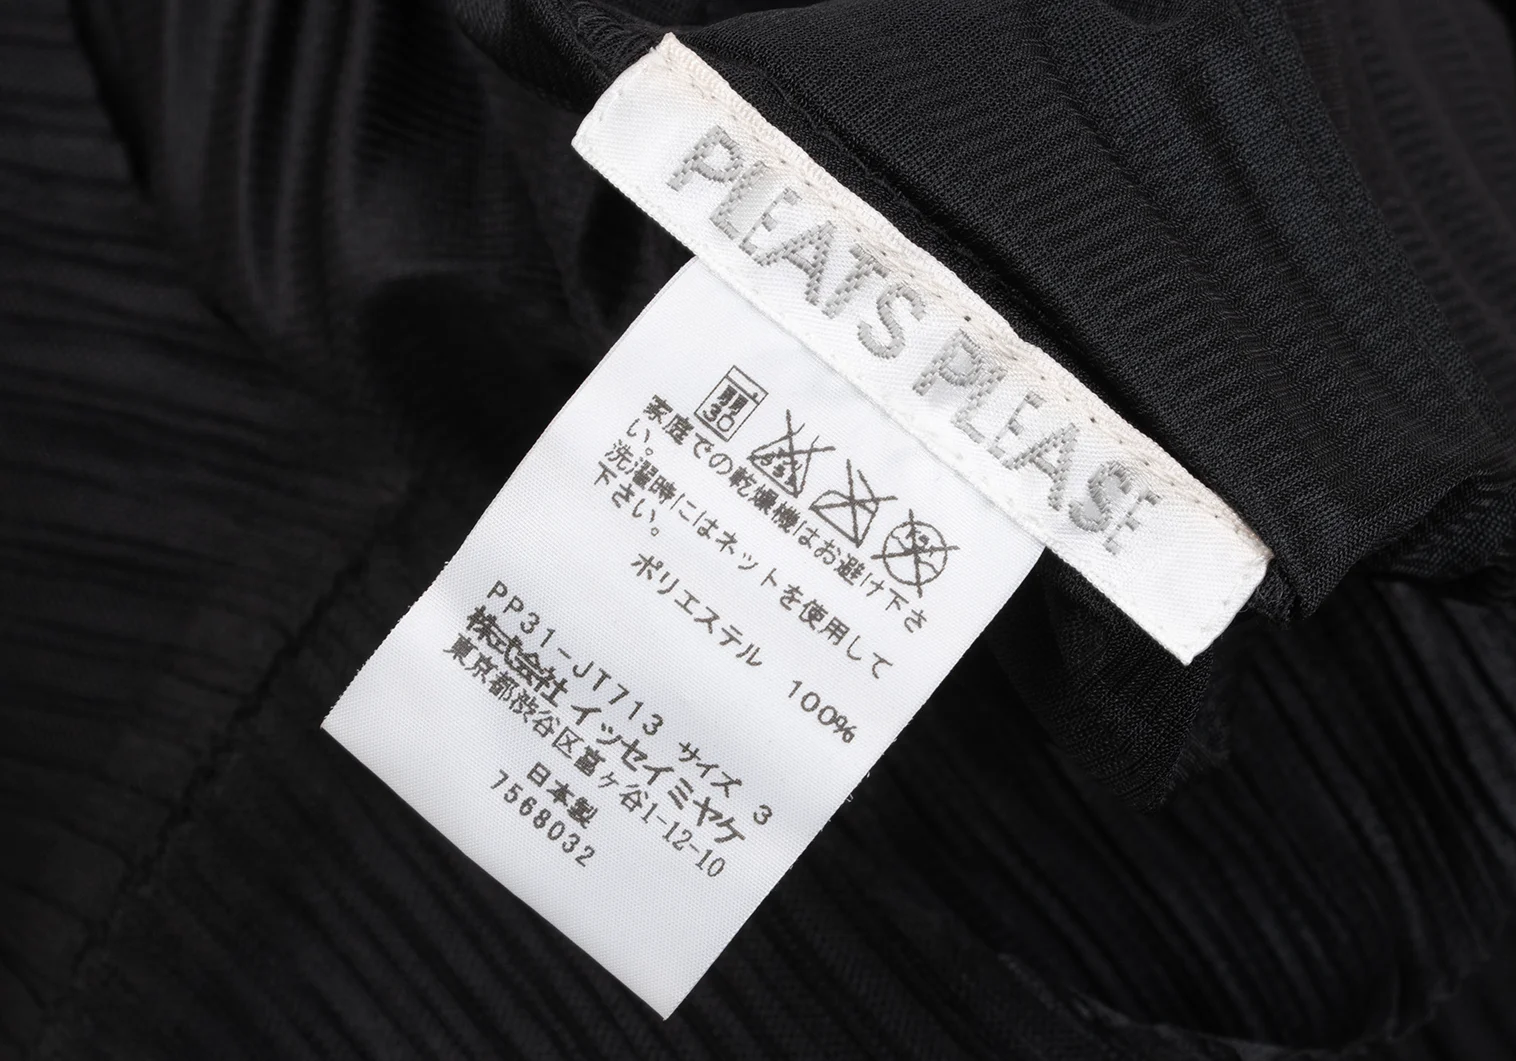 PLEATS PLEASE
弱
30
家庭での乾燥機はお避け下さ
い。
洗濯時にはネットを使用して
下さい。
ポリエステル 100%
PP31-JT713 サイズ 3
株式会社 イッセイミヤケ
東京都渋谷区富ヶ谷1-12-10
日本製
7568032